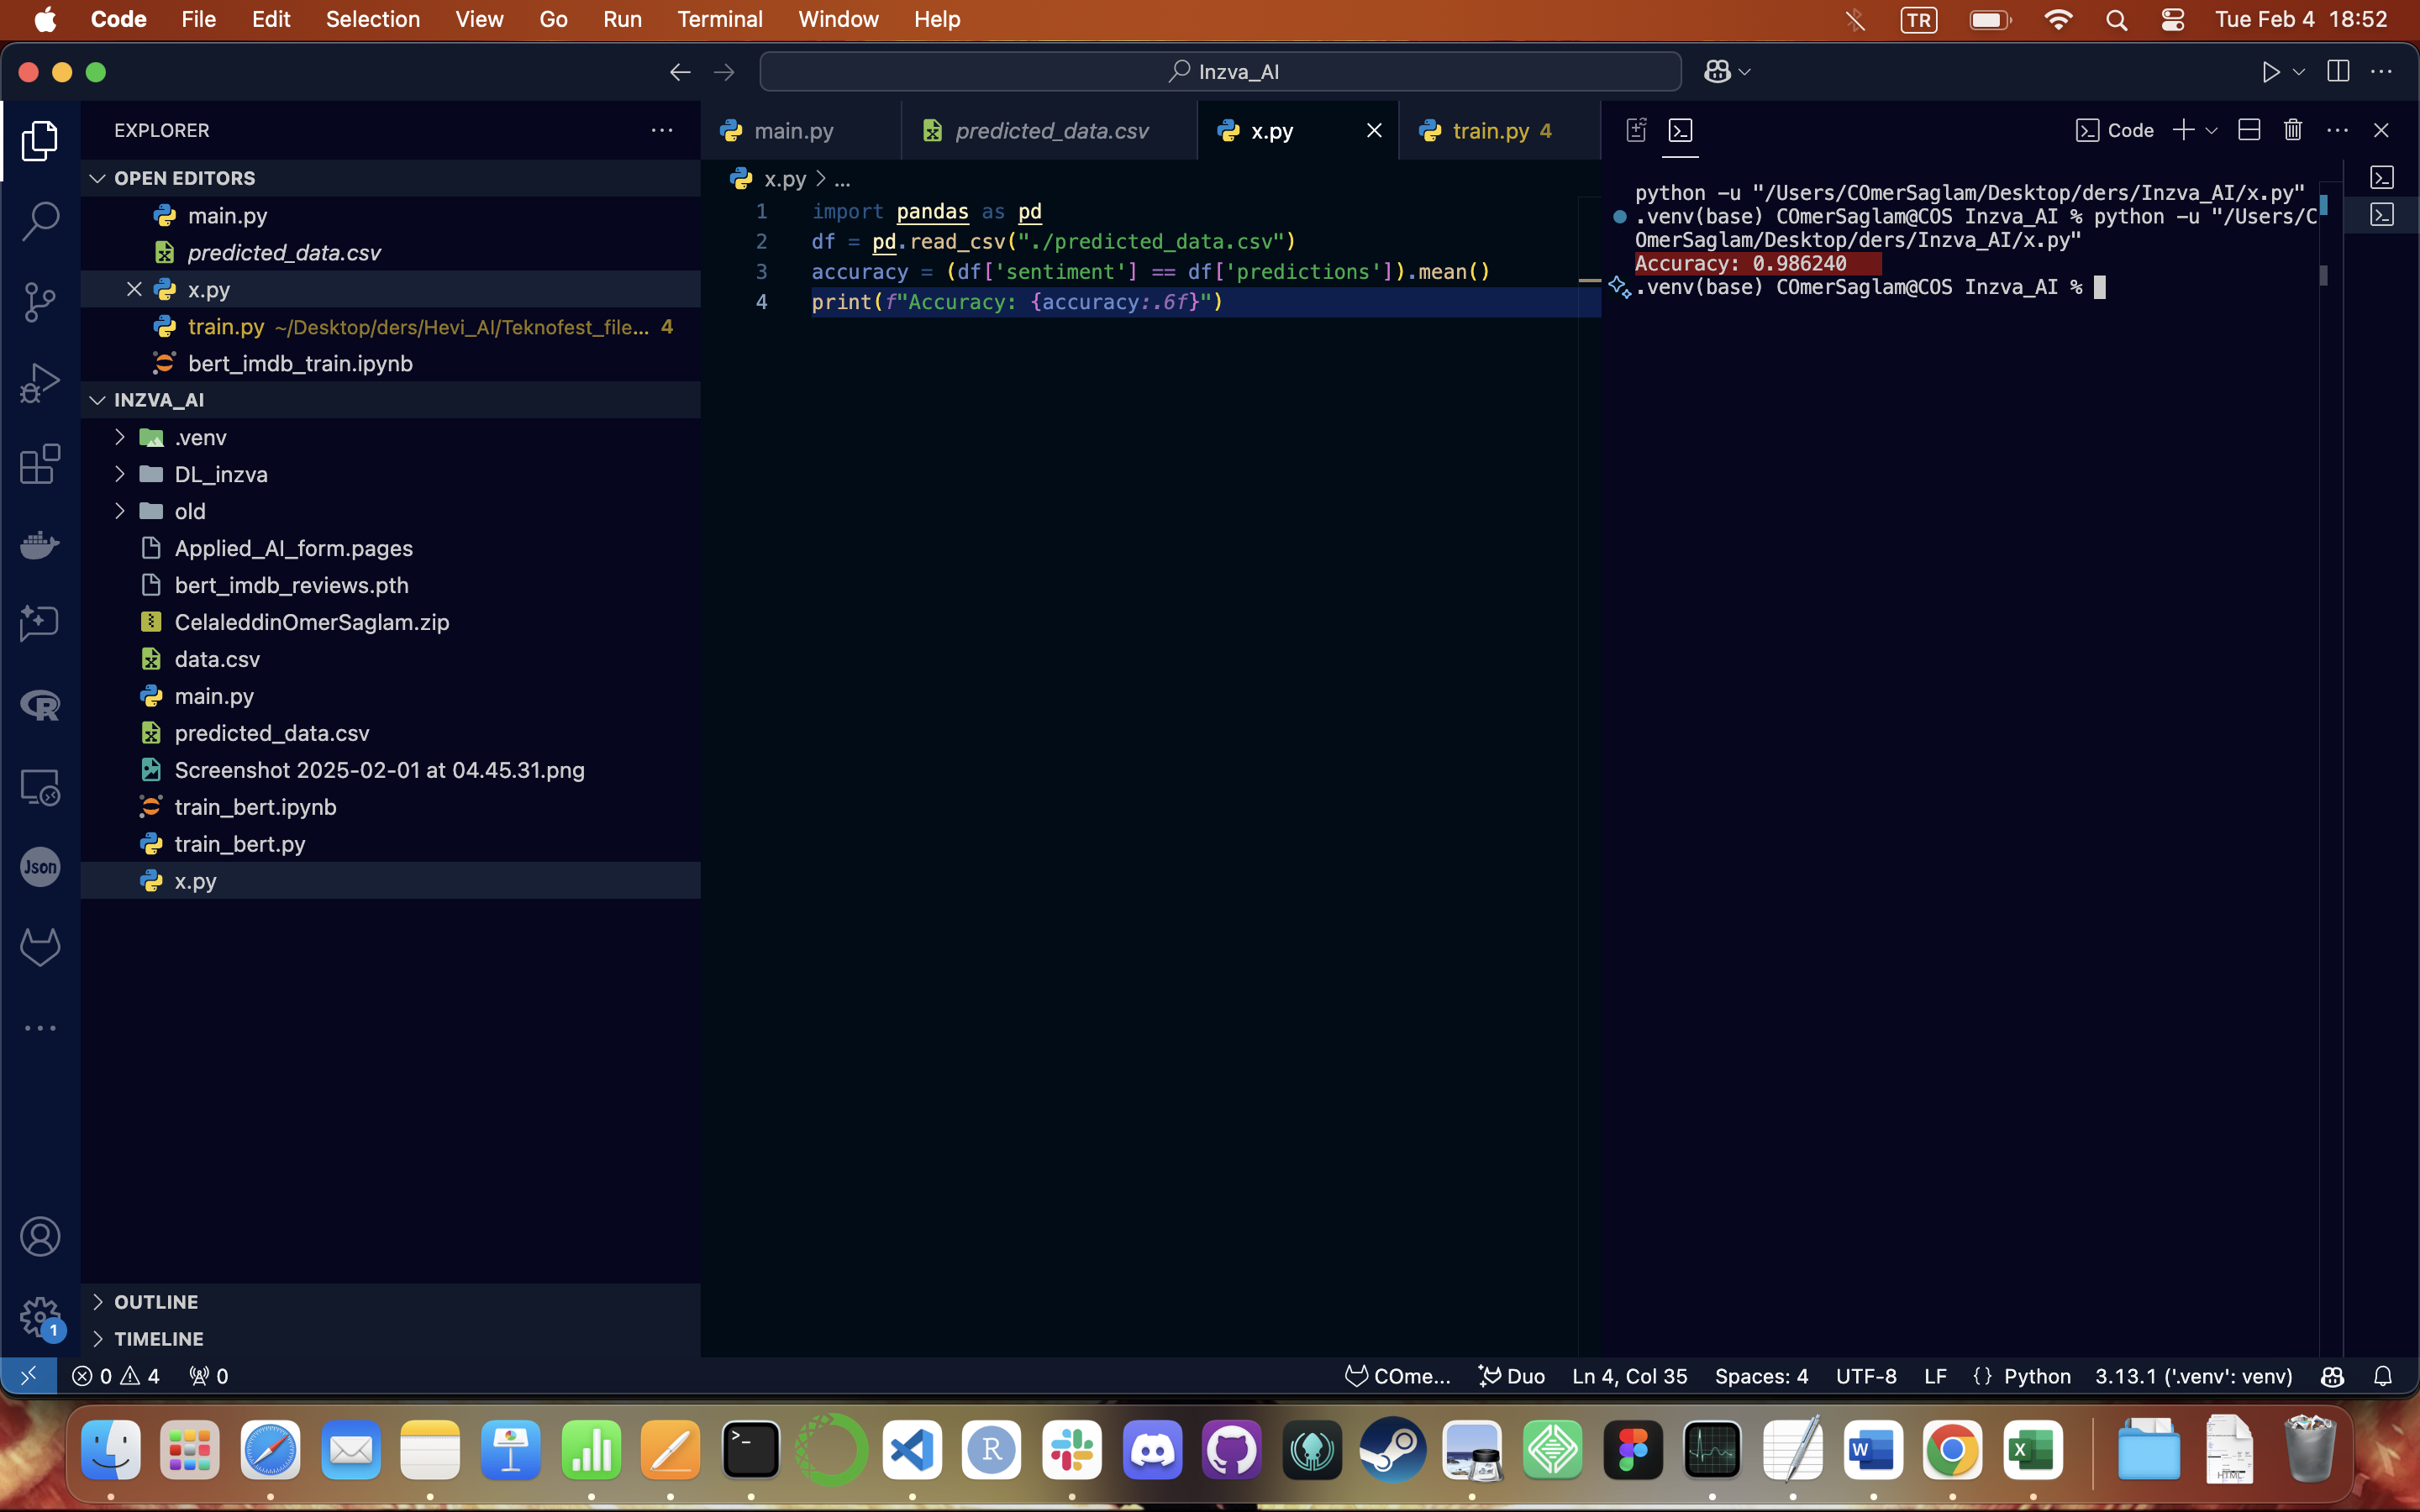 Code File Edit Selection View Go Run Terminal Window Help TR Tue Feb 4 18:52
Inzva_AI
EXPLORER
OPEN EDITORS
main.py
predicted_data.csv
x.py
train.py ~/Desktop/ders/Hevi_AI/Teknofest_file... 4
bert_imdb_train.ipynb
INZVA_AI
.venv
DL_inzva
old
Applied_AI_form.pages
bert_imdb_reviews.pth
CelaleddinOmerSaglam.zip
data.csv
main.py
predicted_data.csv
Screenshot 2025-02-01 at 04.45.31.png
train_bert.ipynb
train_bert.py
x.py
Json
1
OUTLINE
TIMELINE
main.py predicted_data.csv x.py train.py 4
x.py > ...
1 import pandas as pd
2 df = pd.read_csv("./predicted_data.csv")
3 accuracy = (df['sentiment'] == df['predictions']).mean()
4 print(f"Accuracy: {accuracy:.6f}")
Code
python -u "/Users/COmerSaglam/Desktop/ders/Inzva_AI/x.py"
.venv(base) COmerSaglam@COS Inzva_AI % python -u "/Users/C
OmerSaglam/Desktop/ders/Inzva_AI/x.py"
Accuracy: 0.986240
.venv(base) COmerSaglam@COS Inzva_AI %
0 4 0 COme... Duo Ln 4, Col 35 Spaces: 4 UTF-8 LF {} Python 3.13.1 ('.venv': venv)
>_ R W X HTML